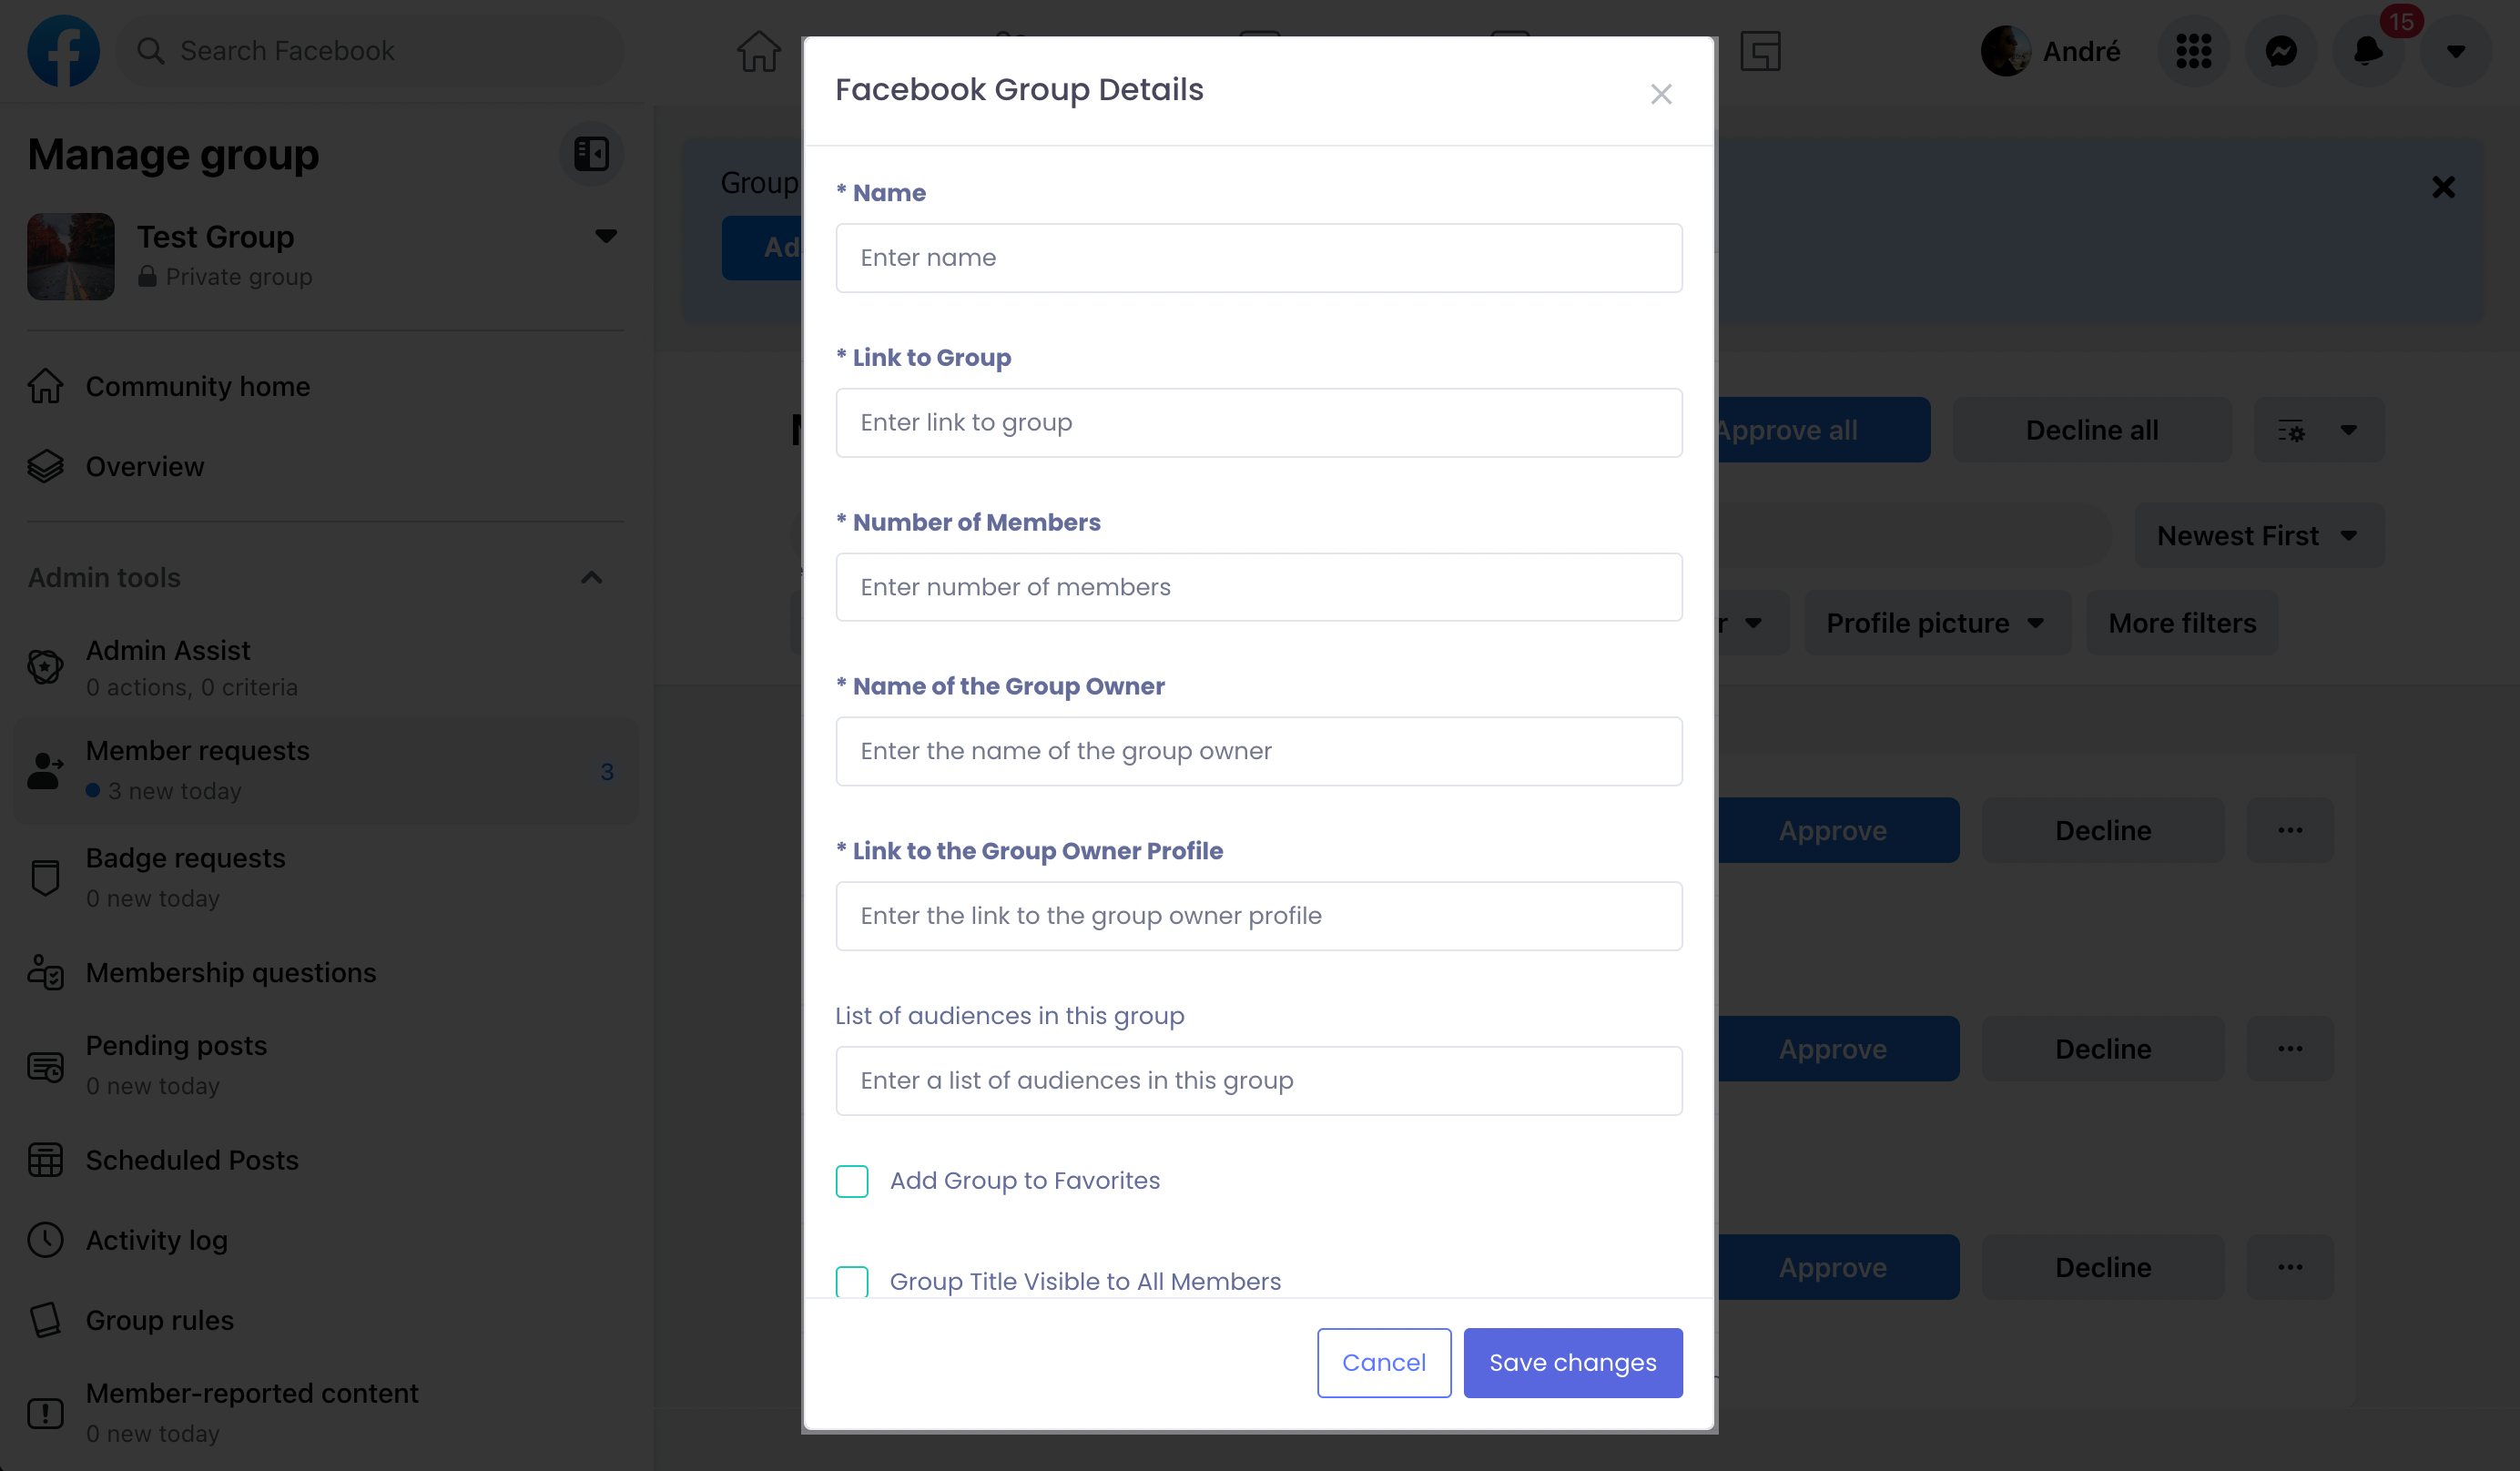 Search Facebook
André
15
Manage group
Test Group
Private group
Community home
Overview
Admin tools
Admin Assist
0 actions, 0 criteria
Member requests
3 new today
3
Badge requests
0 new today
Membership questions
Pending posts
0 new today
Scheduled Posts
Activity log
Group rules
Member-reported content
0 new today
Group
Facebook Group Details
* Name
Enter name
* Link to Group
Enter link to group
* Number of Members
Enter number of members
* Name of the Group Owner
Enter the name of the group owner
* Link to the Group Owner Profile
Enter the link to the group owner profile
List of audiences in this group
Enter a list of audiences in this group
Add Group to Favorites
Group Title Visible to All Members
Cancel
Save changes
Approve all
Decline all
Newest First
Profile picture
More filters
Approve
Decline
Approve
Decline
Approve
Decline